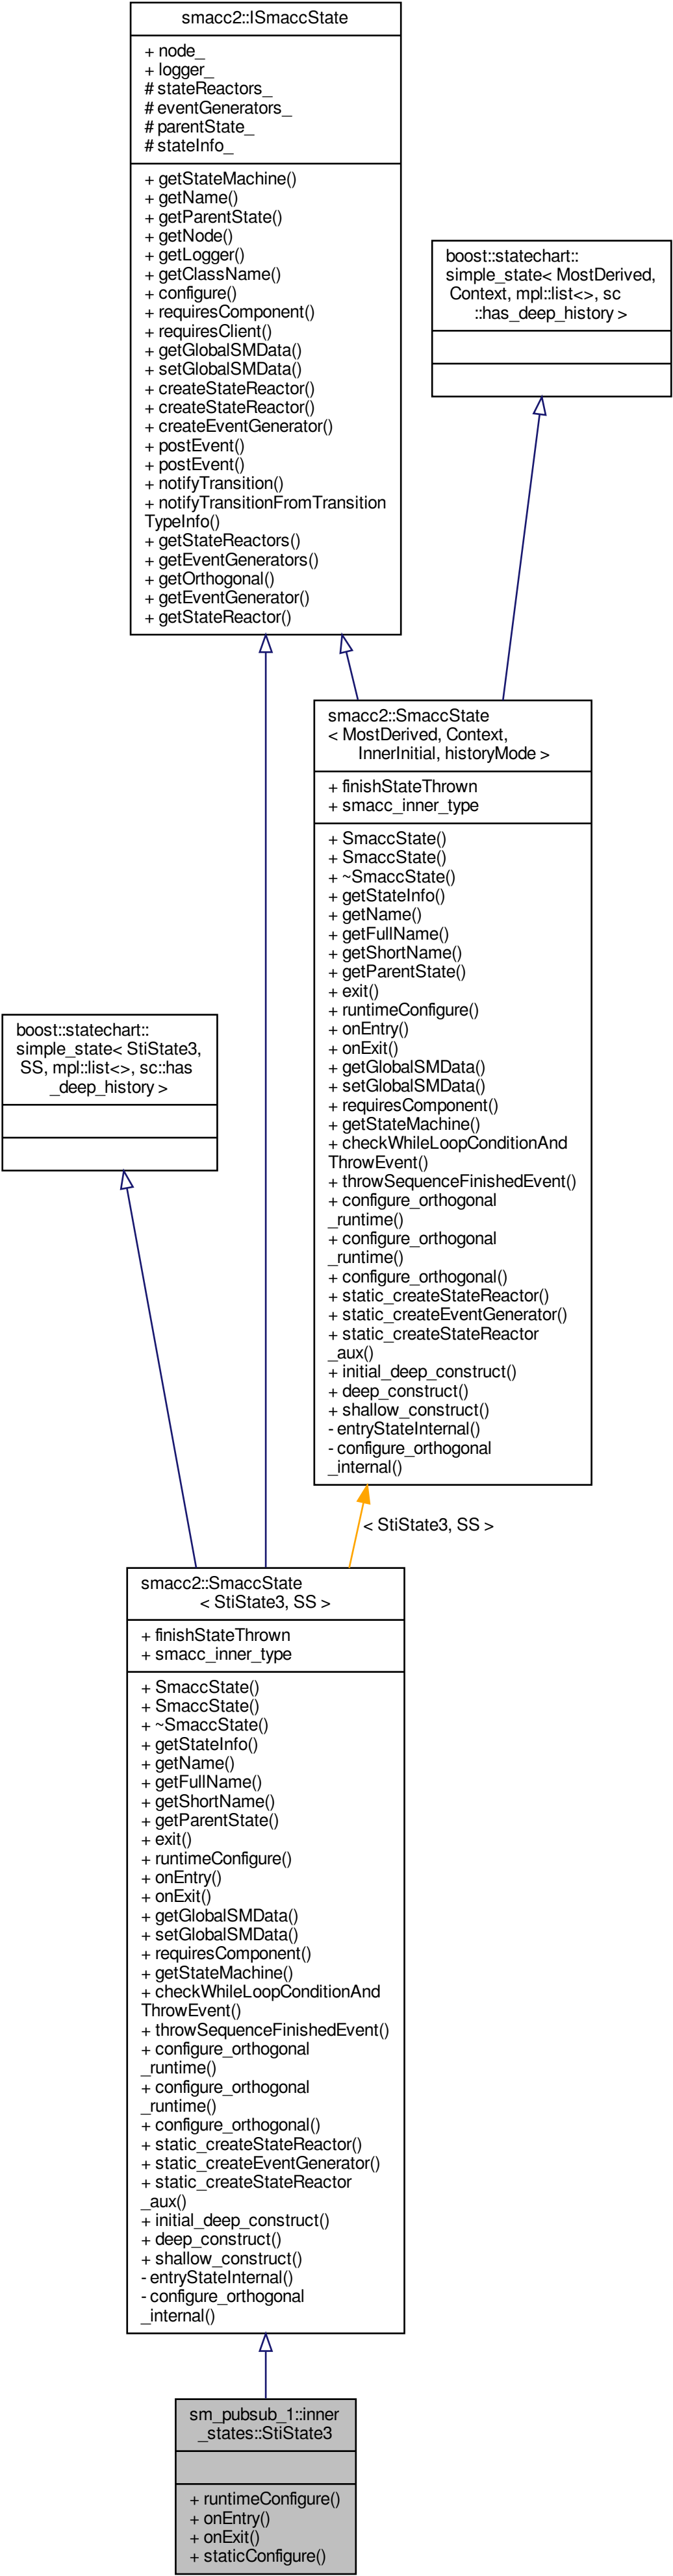 smacc2::ISmaccState
+ node_
+ logger_
# stateReactors_
# eventGenerators_
# parentState_
# stateInfo_
+ getStateMachine()
+ getName()
+ getParentState()
+ getNode()
+ getLogger()
+ getClassName()
+ configure()
+ requiresComponent()
+ requiresClient()
+ getGlobalSMData()
+ setGlobalSMData()
+ createStateReactor()
+ createStateReactor()
+ createEventGenerator()
+ postEvent()
+ postEvent()
+ notifyTransition()
+ notifyTransitionFromTransition
TypeInfo()
+ getStateReactors()
+ getEventGenerators()
+ getOrthogonal()
+ getEventGenerator()
+ getStateReactor()
boost::statechart::
simple_state< MostDerived,
Context, mpl::list<>, sc
::has_deep_history >
smacc2::SmaccState
< MostDerived, Context,
InnerInitial, historyMode >
+ finishStateThrown
+ smacc_inner_type
+ SmaccState()
+ SmaccState()
+ ~SmaccState()
+ getStateInfo()
+ getName()
+ getFullName()
+ getShortName()
+ getParentState()
+ exit()
+ runtimeConfigure()
+ onEntry()
+ onExit()
+ getGlobalSMData()
+ setGlobalSMData()
+ requiresComponent()
+ getStateMachine()
+ checkWhileLoopConditionAnd
ThrowEvent()
+ throwSequenceFinishedEvent()
+ configure_orthogonal
_runtime()
+ configure_orthogonal
_runtime()
+ configure_orthogonal()
+ static_createStateReactor()
+ static_createEventGenerator()
+ static_createStateReactor
_aux()
+ initial_deep_construct()
+ deep_construct()
+ shallow_construct()
- entryStateInternal()
- configure_orthogonal
_internal()
boost::statechart::
simple_state< StiState3,
SS, mpl::list<>, sc::has
_deep_history >
< StiState3, SS >
smacc2::SmaccState
< StiState3, SS >
+ finishStateThrown
+ smacc_inner_type
+ SmaccState()
+ SmaccState()
+ ~SmaccState()
+ getStateInfo()
+ getName()
+ getFullName()
+ getShortName()
+ getParentState()
+ exit()
+ runtimeConfigure()
+ onEntry()
+ onExit()
+ getGlobalSMData()
+ setGlobalSMData()
+ requiresComponent()
+ getStateMachine()
+ checkWhileLoopConditionAnd
ThrowEvent()
+ throwSequenceFinishedEvent()
+ configure_orthogonal
_runtime()
+ configure_orthogonal
_runtime()
+ configure_orthogonal()
+ static_createStateReactor()
+ static_createEventGenerator()
+ static_createStateReactor
_aux()
+ initial_deep_construct()
+ deep_construct()
+ shallow_construct()
- entryStateInternal()
- configure_orthogonal
_internal()
sm_pubsub_1::inner
_states::StiState3
+ runtimeConfigure()
+ onEntry()
+ onExit()
+ staticConfigure()